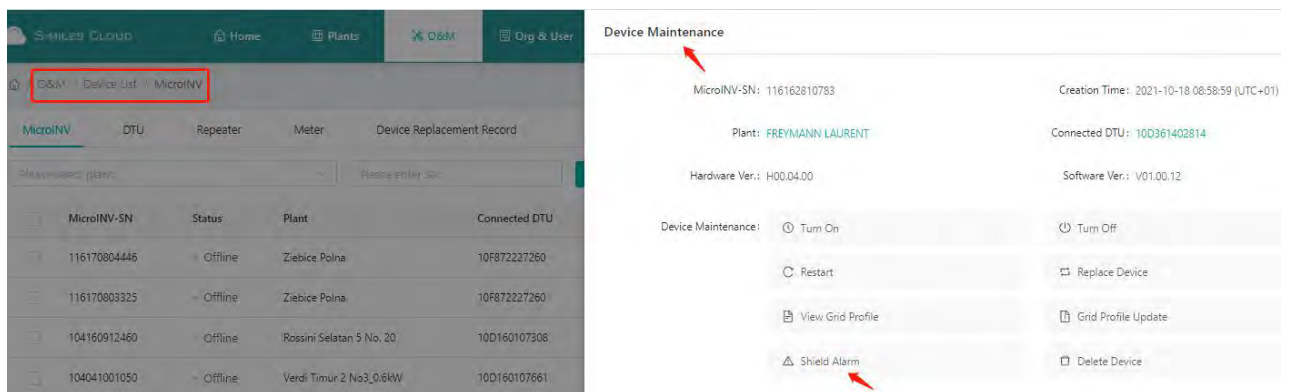 S-MILES CLOUD
Home
Plants
O&M
Org & User
O&M / Device List / MicroINV
MicroINV DTU Repeater Meter Device Replacement Record
Please select plant
Please enter SN
MicroINV-SN Status Plant Connected DTU
116170804446 Offline Ziebice Polna 10F872227260
116170803325 Offline Ziebice Polna 10F872227260
104160912460 Offline Rossini Selatan 5 No. 20 10D160107308
104041001050 Offline Verdi Timur 2 No3_0.6kW 10D160107661
Device Maintenance
MicroINV-SN: 116162810783 Creation Time: 2021-10-18 08:58:59 (UTC+01)
Plant: FREYMANN LAURENT Connected DTU: 10D361402814
Hardware Ver.: H00.04.00 Software Ver.: V01.00.12
Device Maintenance: Turn On Turn Off
Restart Replace Device
View Grid Profile Grid Profile Update
Shield Alarm Delete Device